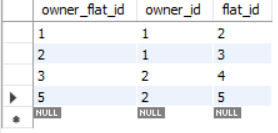 owner_flat_id owner_id flat_id
1 1 2
2 1 3
3 2 4
5 2 5
NULL NULL NULL